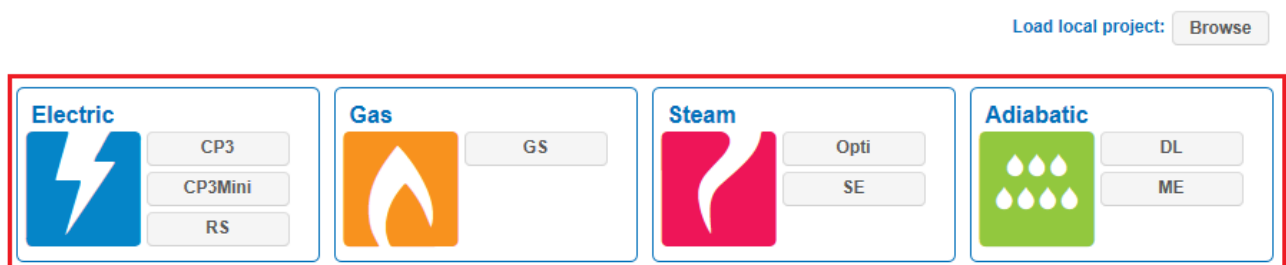 Load local project: Browse
Electric
CP3
CP3Mini
RS
Gas
GS
Steam
Opti
SE
Adiabatic
DL
ME